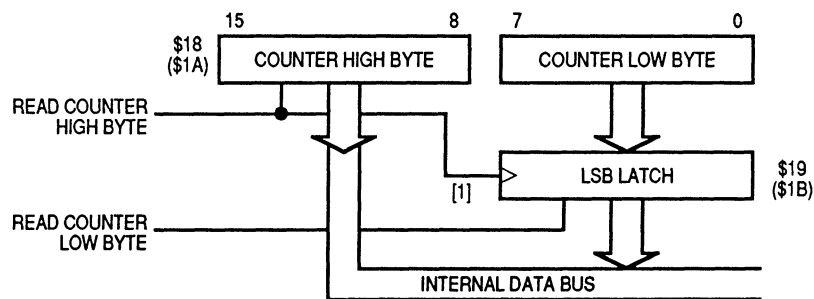 15 8 7 0
$18
($1A)
COUNTER HIGH BYTE
COUNTER LOW BYTE
READ COUNTER
HIGH BYTE
[1]
LSB LATCH
$19
($1B)
READ COUNTER
LOW BYTE
INTERNAL DATA BUS